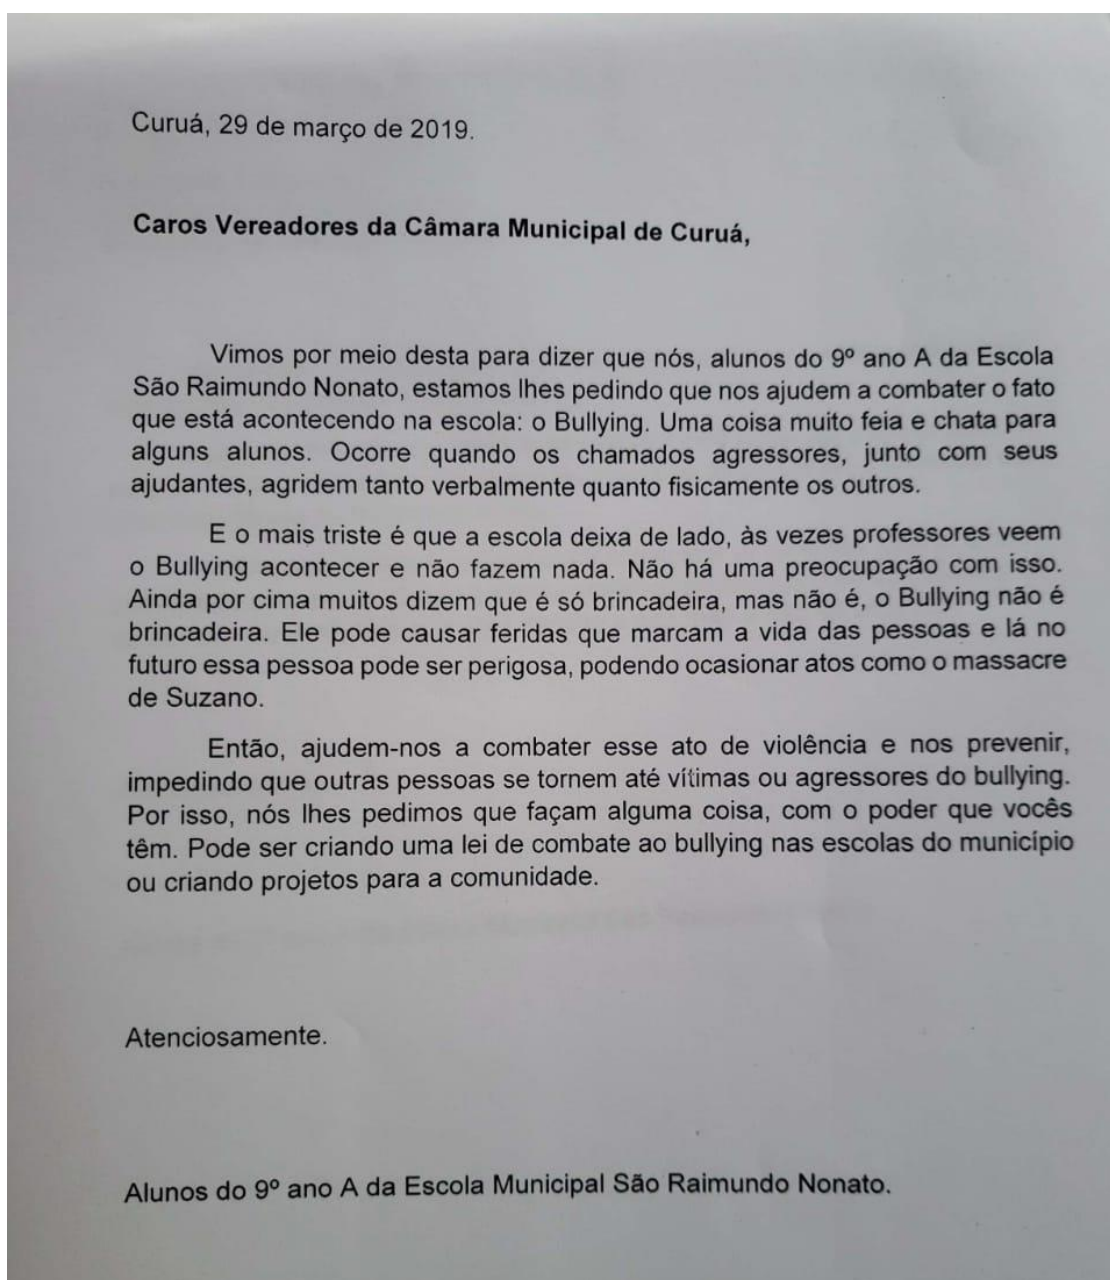 Curuá, 29 de março de 2019.
Caros Vereadores da Câmara Municipal de Curuá,
Vimos por meio desta para dizer que nós, alunos do 9º ano A da Escola
São Raimundo Nonato, estamos lhes pedindo que nos ajudem a combater o fato
que está acontecendo na escola: o Bullying. Uma coisa muito feia e chata para
alguns alunos. Ocorre quando os chamados agressores, junto com seus
ajudantes, agridem tanto verbalmente quanto fisicamente os outros.
E o mais triste é que a escola deixa de lado, às vezes professores veem
o Bullying acontecer e não fazem nada. Não há uma preocupação com isso.
Ainda por cima muitos dizem que é só brincadeira, mas não é, o Bullying não é
brincadeira. Ele pode causar feridas que marcam a vida das pessoas e lá no
futuro essa pessoa pode ser perigosa, podendo ocasionar atos como o massacre
de Suzano.
Então, ajudem-nos a combater esse ato de violência e nos prevenir,
impedindo que outras pessoas se tornem até vítimas ou agressores do bullying.
Por isso, nós lhes pedimos que façam alguma coisa, com o poder que vocês
têm. Pode ser criando uma lei de combate ao bullying nas escolas do município
ou criando projetos para a comunidade.
Atenciosamente.
Alunos do 9º ano A da Escola Municipal São Raimundo Nonato.